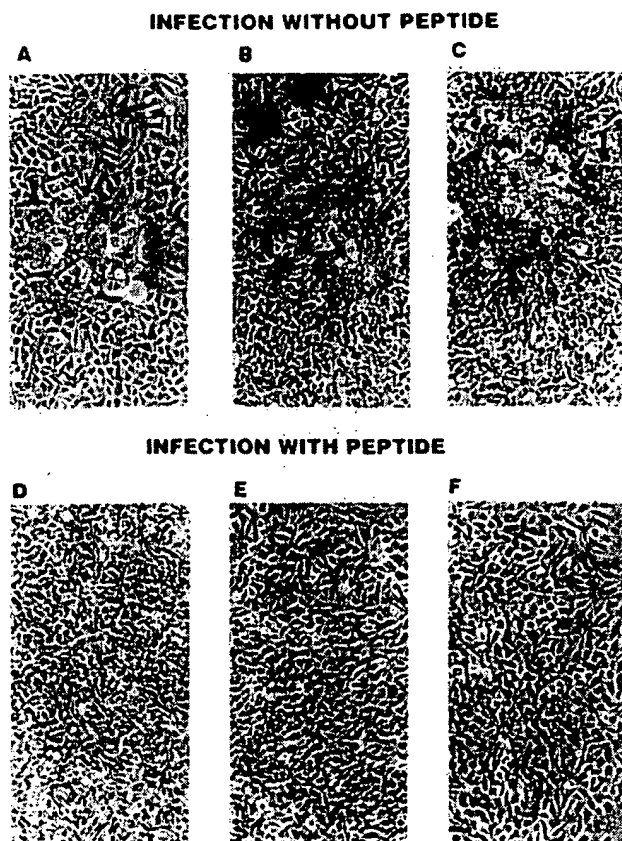 INFECTION WITHOUT PEPTIDE
A B C
INFECTION WITH PEPTIDE
D E F